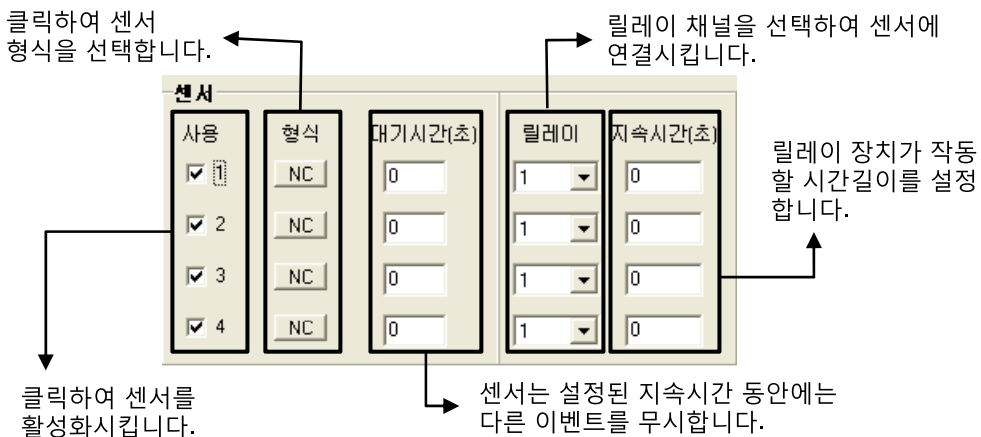 클릭하여 센서
형식을 선택합니다.
릴레이 채널을 선택하여 센서에
연결시킵니다.
센서
사용 형식 대기시간(초) 릴레이 지속시간(초)
1 NC 0 1 0
2 NC 0 1 0
3 NC 0 1 0
4 NC 0 1 0
릴레이 장치가 작동
할 시간길이를 설정
합니다.
클릭하여 센서를
활성화시킵니다.
센서는 설정된 지속시간 동안에는
다른 이벤트를 무시합니다.